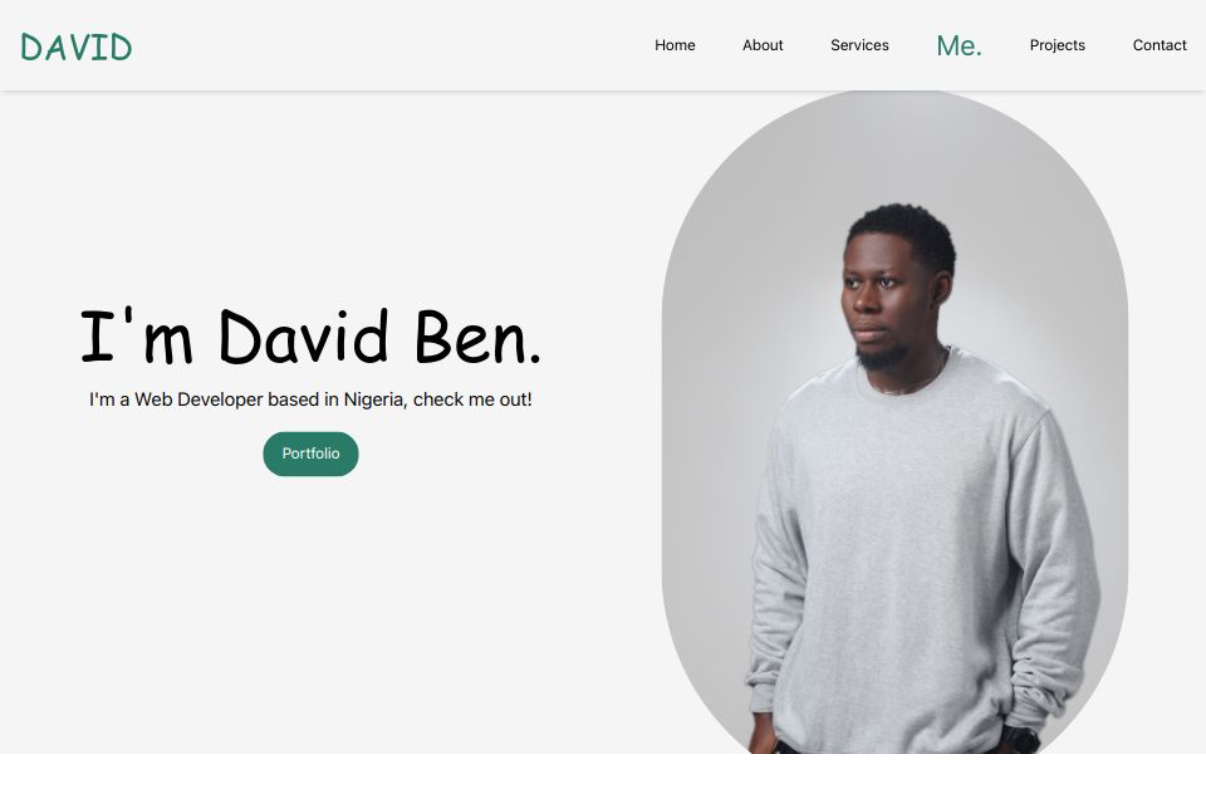 DAVID
Home About Services Me. Projects Contact
I'm David Ben.
I'm a Web Developer based in Nigeria, check me out!
Portfolio